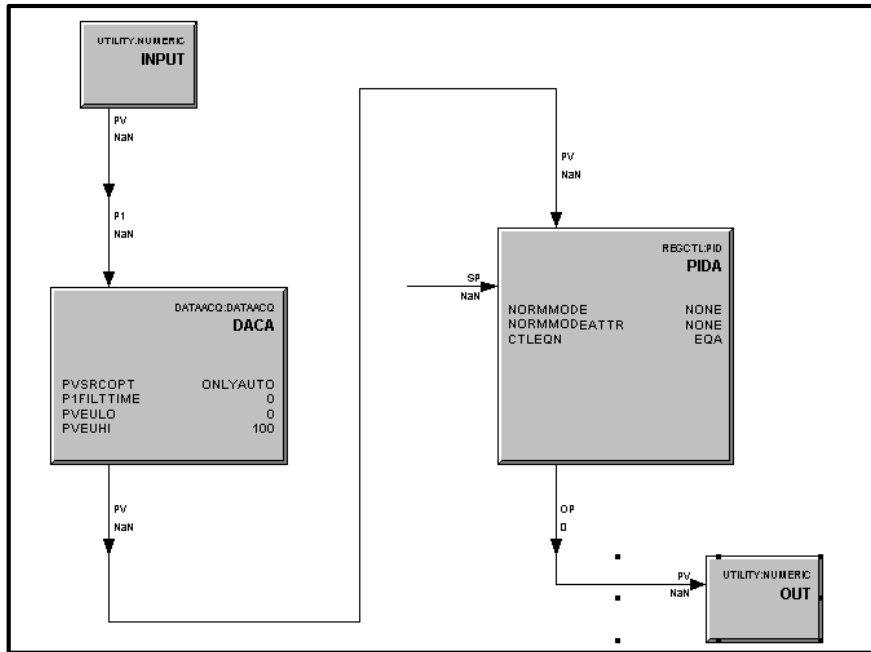 UTILITY:NUMERIC
INPUT
PV
NaN
P1
NaN
DATAACQ:DATAACQ
DACA
PVSRCOPT ONLYAUTO
P1FILTTIME 0
PVEULO 0
PVEUHI 100
PV
NaN
PV
NaN
REGCTL:PID
PIDA
SP
NaN
NORMMODE NONE
NORMMODEATTR NONE
CTLEQN EQA
OP
0
PV
NaN
UTILITY:NUMERIC
OUT